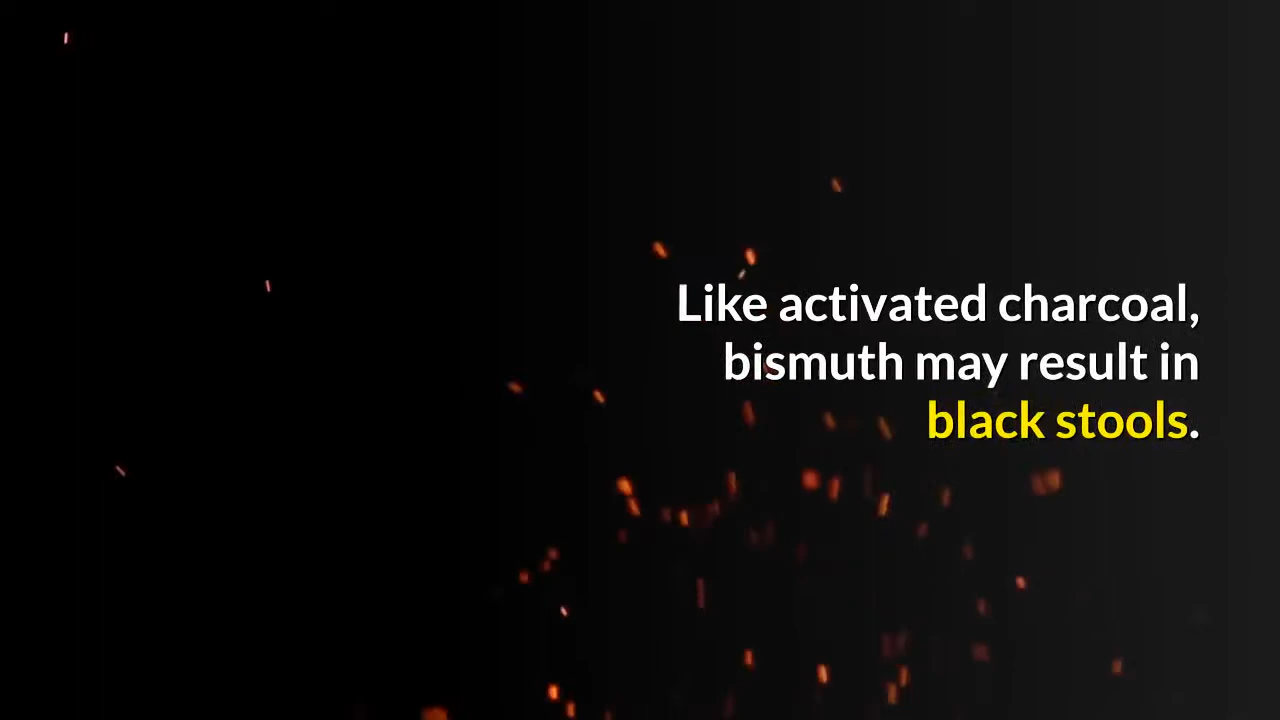 Like activated charcoal,
bismuth may result in
black stools.